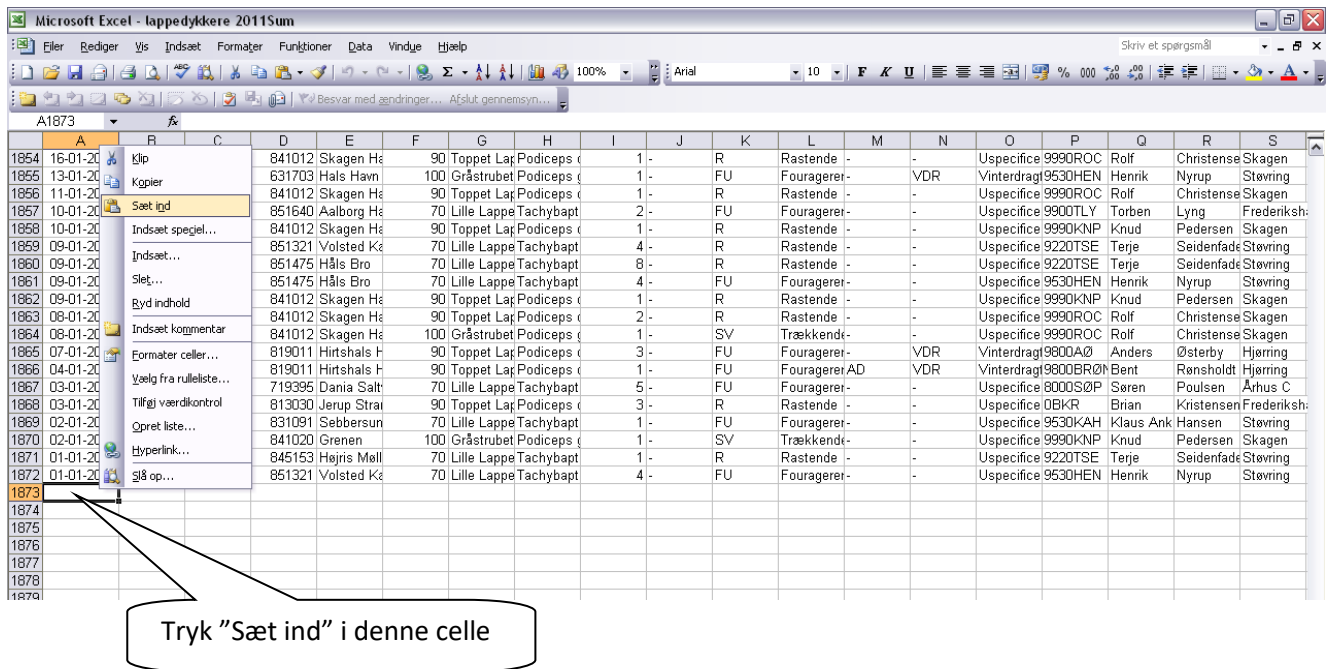 Microsoft Excel - lappedykkere 2011Sum
Filer Rediger Vis Indsæt Formater Funktioner Data Vindue Hjælp Skriv et spørgsmål
100% Arial 10 F K U % 000
Besvar med ændringer... Afslut gennemsyn...
A1873 fx
A B C D E F G H I J K L M N O P Q R S
1854 16-01-20 841012 Skagen Ha 90 Toppet Lap Podiceps c 1 - R Rastende - - Uspecifice 9990ROC Rolf Christense Skagen
1855 13-01-20 631703 Hals Havn 100 Gråstrubet Podiceps g 1 - FU Fouragerer - VDR Vinterdragt 9530HEN Henrik Nyrup Støvring
1856 11-01-20 841012 Skagen Ha 90 Toppet Lap Podiceps c 1 - R Rastende - - Uspecifice 9990ROC Rolf Christense Skagen
1857 10-01-20 851640 Aalborg Ha 70 Lille Lappe Tachybapt 2 - FU Fouragerer - - Uspecifice 9900TLY Torben Lyng Frederiksh
1858 10-01-20 841012 Skagen Ha 90 Toppet Lap Podiceps c 1 - R Rastende - - Uspecifice 9990KNP Knud Pedersen Skagen
1859 09-01-20 851321 Volsted Ka 70 Lille Lappe Tachybapt 4 - R Rastende - - Uspecifice 9220TSE Terje Seidenfade Støvring
1860 09-01-20 851475 Håls Bro 70 Lille Lappe Tachybapt 8 - R Rastende - - Uspecifice 9220TSE Terje Seidenfade Støvring
1861 09-01-20 851475 Håls Bro 70 Lille Lappe Tachybapt 4 - FU Fouragerer - - Uspecifice 9530HEN Henrik Nyrup Støvring
1862 09-01-20 841012 Skagen Ha 90 Toppet Lap Podiceps c 1 - R Rastende - - Uspecifice 9990KNP Knud Pedersen Skagen
1863 08-01-20 841012 Skagen Ha 90 Toppet Lap Podiceps c 2 - R Rastende - - Uspecifice 9990ROC Rolf Christense Skagen
1864 08-01-20 841012 Skagen Ha 100 Gråstrubet Podiceps g 1 - SV Trækkende - - Uspecifice 9990ROC Rolf Christense Skagen
1865 07-01-20 819011 Hirtshals H 90 Toppet Lap Podiceps c 3 - FU Fouragerer - VDR Vinterdragt 9800AØ Anders Østerby Hjørring
1866 04-01-20 819011 Hirtshals H 90 Toppet Lap Podiceps c 1 - FU Fouragerer AD VDR Vinterdragt 9800BRØN Bent Rønsholdt Hjørring
1867 03-01-20 719395 Dania Salt 70 Lille Lappe Tachybapt 5 - FU Fouragerer - - Uspecifice 8000SØP Søren Poulsen Århus C
1868 03-01-20 813030 Jerup Stra 90 Toppet Lap Podiceps c 3 - R Rastende - - Uspecifice 0BKR Brian Kristensen Frederiksh
1869 02-01-20 831091 Sebbersun 70 Lille Lappe Tachybapt 2 - FU Fouragerer - - Uspecifice 9530KAH Klaus Ank Hansen Støvring
1870 02-01-20 841020 Grenen 100 Gråstrubet Podiceps g 1 - SV Trækkende - - Uspecifice 9990KNP Knud Pedersen Skagen
1871 01-01-20 845153 Højris Møll 70 Lille Lappe Tachybapt 1 - R Rastende - - Uspecifice 9220TSE Terje Seidenfade Støvring
1872 01-01-20 851321 Volsted Ka 70 Lille Lappe Tachybapt 4 - FU Fouragerer - - Uspecifice 9530HEN Henrik Nyrup Støvring
1873
1874
1875
1876
1877
1878
1879
Klip
Kopier
Sæt ind
Indsæt speciel...
Indsæt...
Slet...
Ryd indhold
Indsæt kommentar
Formater celler...
Vælg fra rulleliste...
Tilføj værdikontrol
Opret liste...
Hyperlink...
Slå op...
Tryk ”Sæt ind” i denne celle